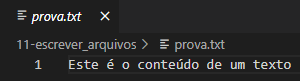 prova.txt
11-escrever_arquivos > prova.txt
1 Este é o conteúdo de um texto